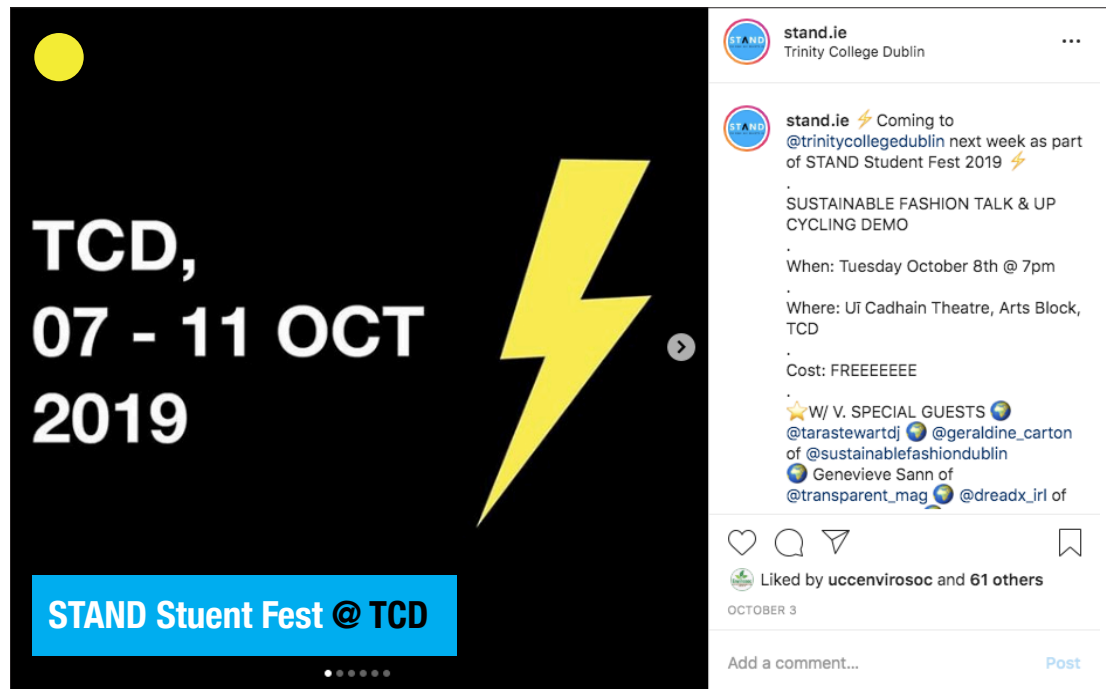 TCD,
07 - 11 OCT
2019
STAND Stuent Fest @ TCD
STAND
stand.ie
Trinity College Dublin
STAND
stand.ie ⚡ Coming to
@trinitycollegedublin next week as part
of STAND Student Fest 2019 ⚡
.
SUSTAINABLE FASHION TALK & UP
CYCLING DEMO
.
When: Tuesday October 8th @ 7pm
.
Where: Uī Cadhain Theatre, Arts Block,
TCD
.
Cost: FREEEEEEE
.
⭐W/ V. SPECIAL GUESTS 🌍
@tarastewartdj 🌍 @geraldine_carton
of @sustainablefashiondublin
🌍 Genevieve Sann of
@transparent_mag 🌍 @dreadx_irl of
Liked by uccenvirosoc and 61 others
OCTOBER 3
Add a comment...
Post